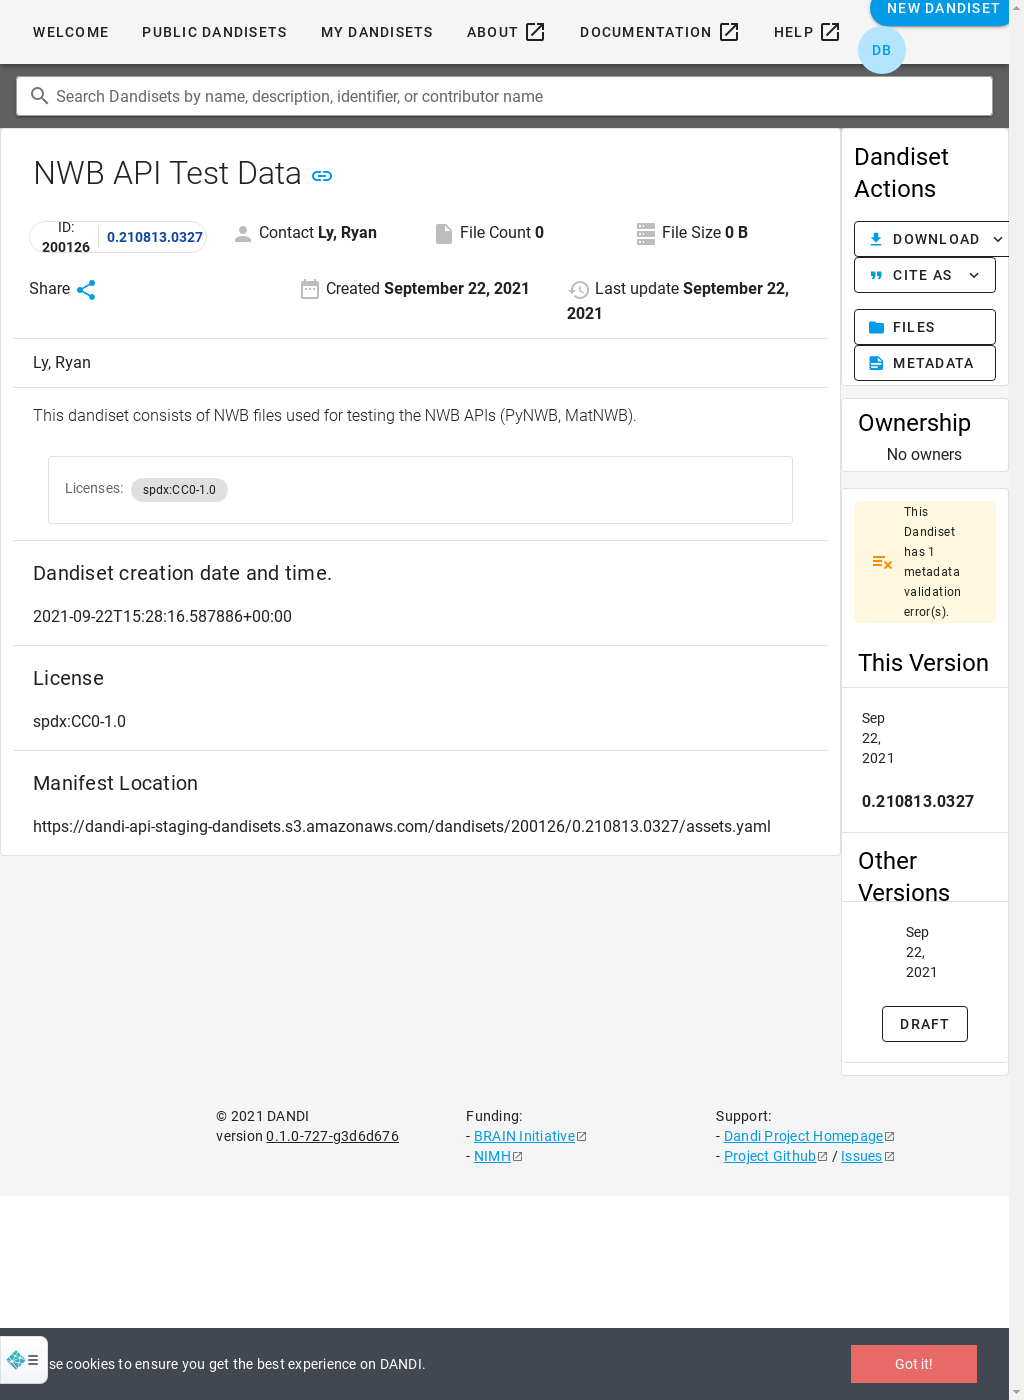 WELCOME PUBLIC DANDISETS MY DANDISETS ABOUT DOCUMENTATION HELP NEW DANDISET
DB
Search Dandisets by name, description, identifier, or contributor name
NWB API Test Data
ID: 200126 0.210813.0327 Contact Ly, Ryan File Count 0 File Size 0 B
Share Created September 22, 2021 Last update September 22,
2021
Ly, Ryan
This dandiset consists of NWB files used for testing the NWB APIs (PyNWB, MatNWB).
Licenses: spdx:CC0-1.0
Dandiset creation date and time.
2021-09-22T15:28:16.587886+00:00
License
spdx:CC0-1.0
Manifest Location
https://dandi-api-staging-dandisets.s3.amazonaws.com/dandisets/200126/0.210813.0327/assets.yaml
Dandiset
Actions
DOWNLOAD
CITE AS
FILES
METADATA
Ownership
No owners
This
Dandiset
has 1
metadata
validation
error(s).
This Version
Sep
22,
2021
0.210813.0327
Other
Versions
Sep
22,
2021
DRAFT
© 2021 DANDI
version 0.1.0-727-g3d6d676
Funding:
- BRAIN Initiative
- NIMH
Support:
- Dandi Project Homepage
- Project Github / Issues
se cookies to ensure you get the best experience on DANDI.
Got it!